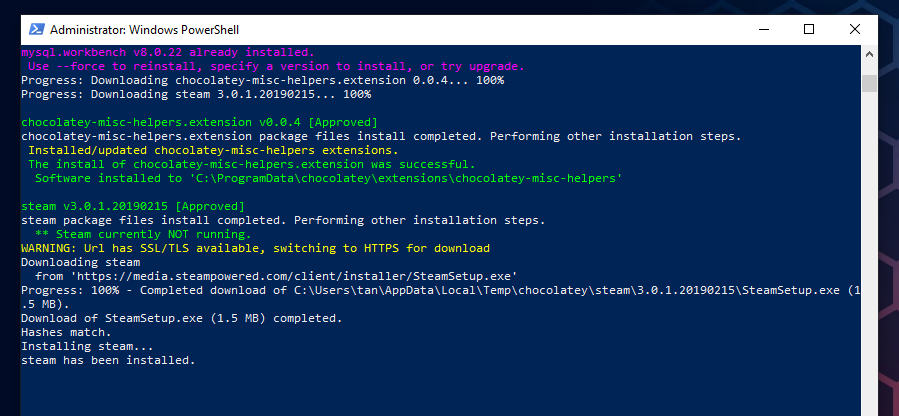 Administrator: Windows PowerShell
mysql.workbench v8.0.22 already installed.
 Use --force to reinstall, specify a version to install, or try upgrade.
Progress: Downloading chocolatey-misc-helpers.extension 0.0.4... 100%
Progress: Downloading steam 3.0.1.20190215... 100%
chocolatey-misc-helpers.extension v0.0.4 [Approved]
chocolatey-misc-helpers.extension package files install completed. Performing other installation steps.
 Installed/updated chocolatey-misc-helpers extensions.
 The install of chocolatey-misc-helpers.extension was successful.
  Software installed to 'C:\ProgramData\chocolatey\extensions\chocolatey-misc-helpers'
steam v3.0.1.20190215 [Approved]
steam package files install completed. Performing other installation steps.
  ** Steam currently NOT running.
WARNING: Url has SSL/TLS available, switching to HTTPS for download
Downloading steam
  from 'https://media.steampowered.com/client/installer/SteamSetup.exe'
Progress: 100% - Completed download of C:\Users\tan\AppData\Local\Temp\chocolatey\steam\3.0.1.20190215\SteamSetup.exe (1
.5 MB).
Download of SteamSetup.exe (1.5 MB) completed.
Hashes match.
Installing steam...
steam has been installed.